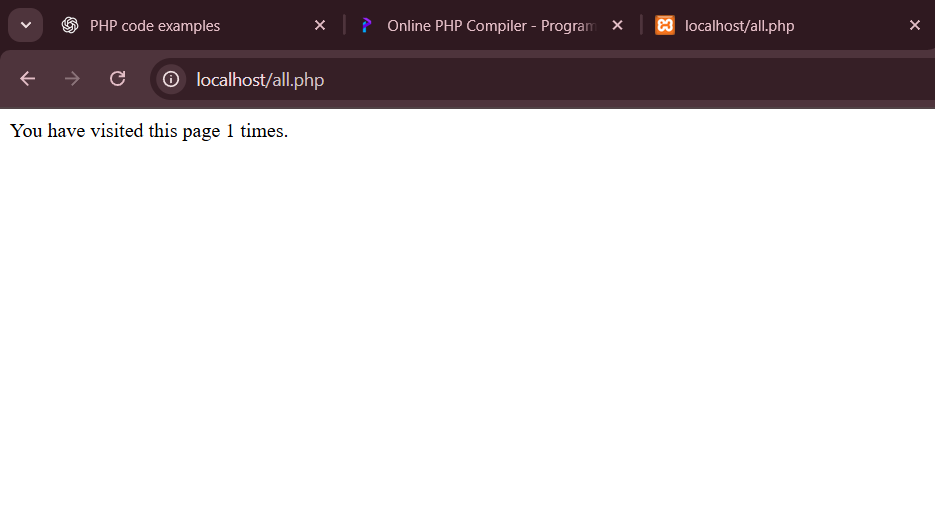 PHP code examples
Online PHP Compiler - Program
localhost/all.php
localhost/all.php
You have visited this page 1 times.